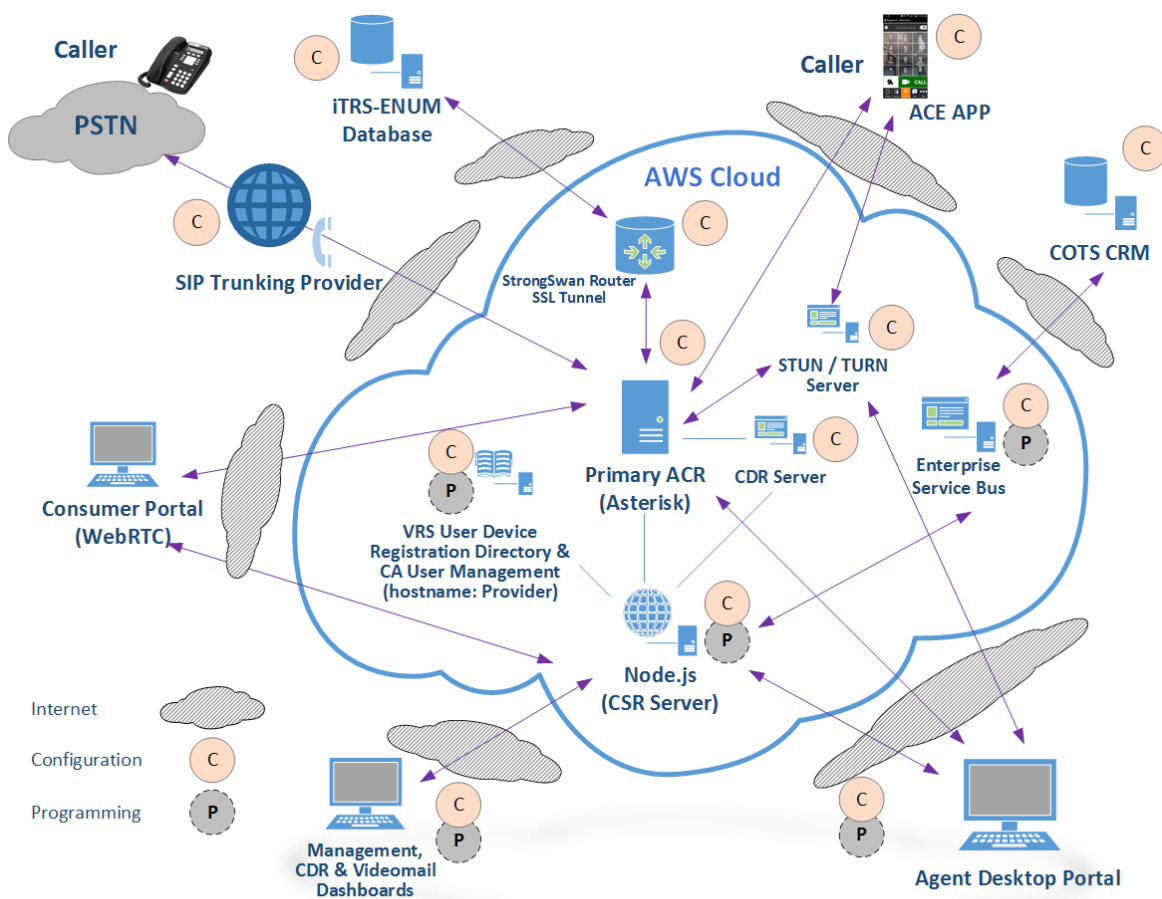 Caller
PSTN
C
iTRS-ENUM
Database
Caller
CALL
C
ACE APP
C
COTS CRM
C
SIP Trunking Provider
AWS Cloud
C
StrongSwan Router
SSL Tunnel
C
C
STUN / TURN
Server
C
P
Enterprise
Service Bus
Primary ACR
(Asterisk)
C
CDR Server
Consumer Portal
(WebRTC)
C
P
VRS User Device
Registration Directory &
CA User Management
(hostname: Provider)
C
P
Node.js
(CSR Server)
Internet
Configuration
C
Programming
P
C
P
Management,
CDR & Videomail
Dashboards
C
P
Agent Desktop Portal